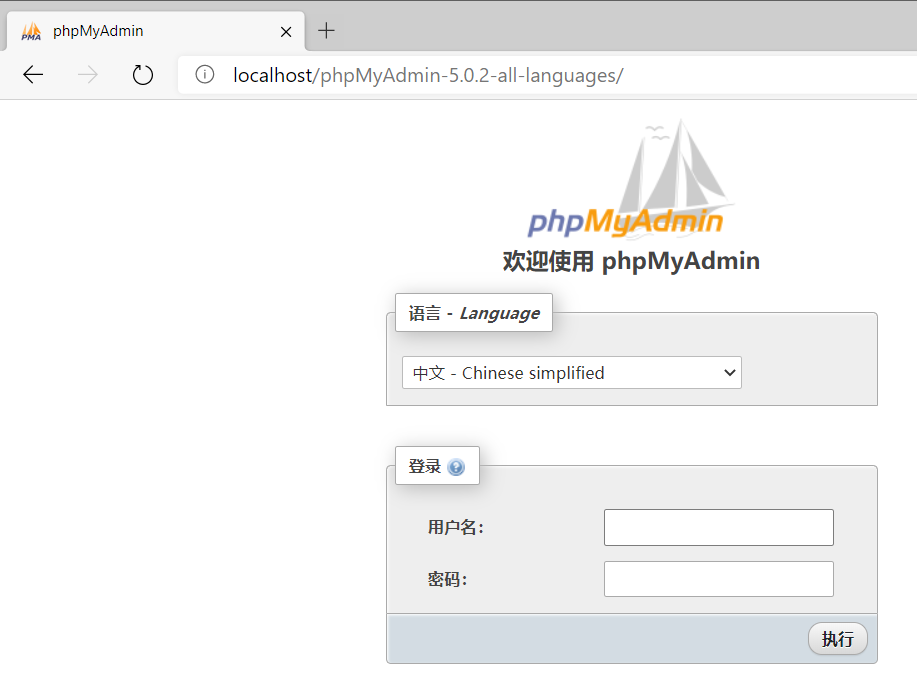 phpMyAdmin
localhost/phpMyAdmin-5.0.2-all-languages/
phpMyAdmin
欢迎使用 phpMyAdmin
语言 - Language
中文 - Chinese simplified
登录
用户名：
密码：
执行